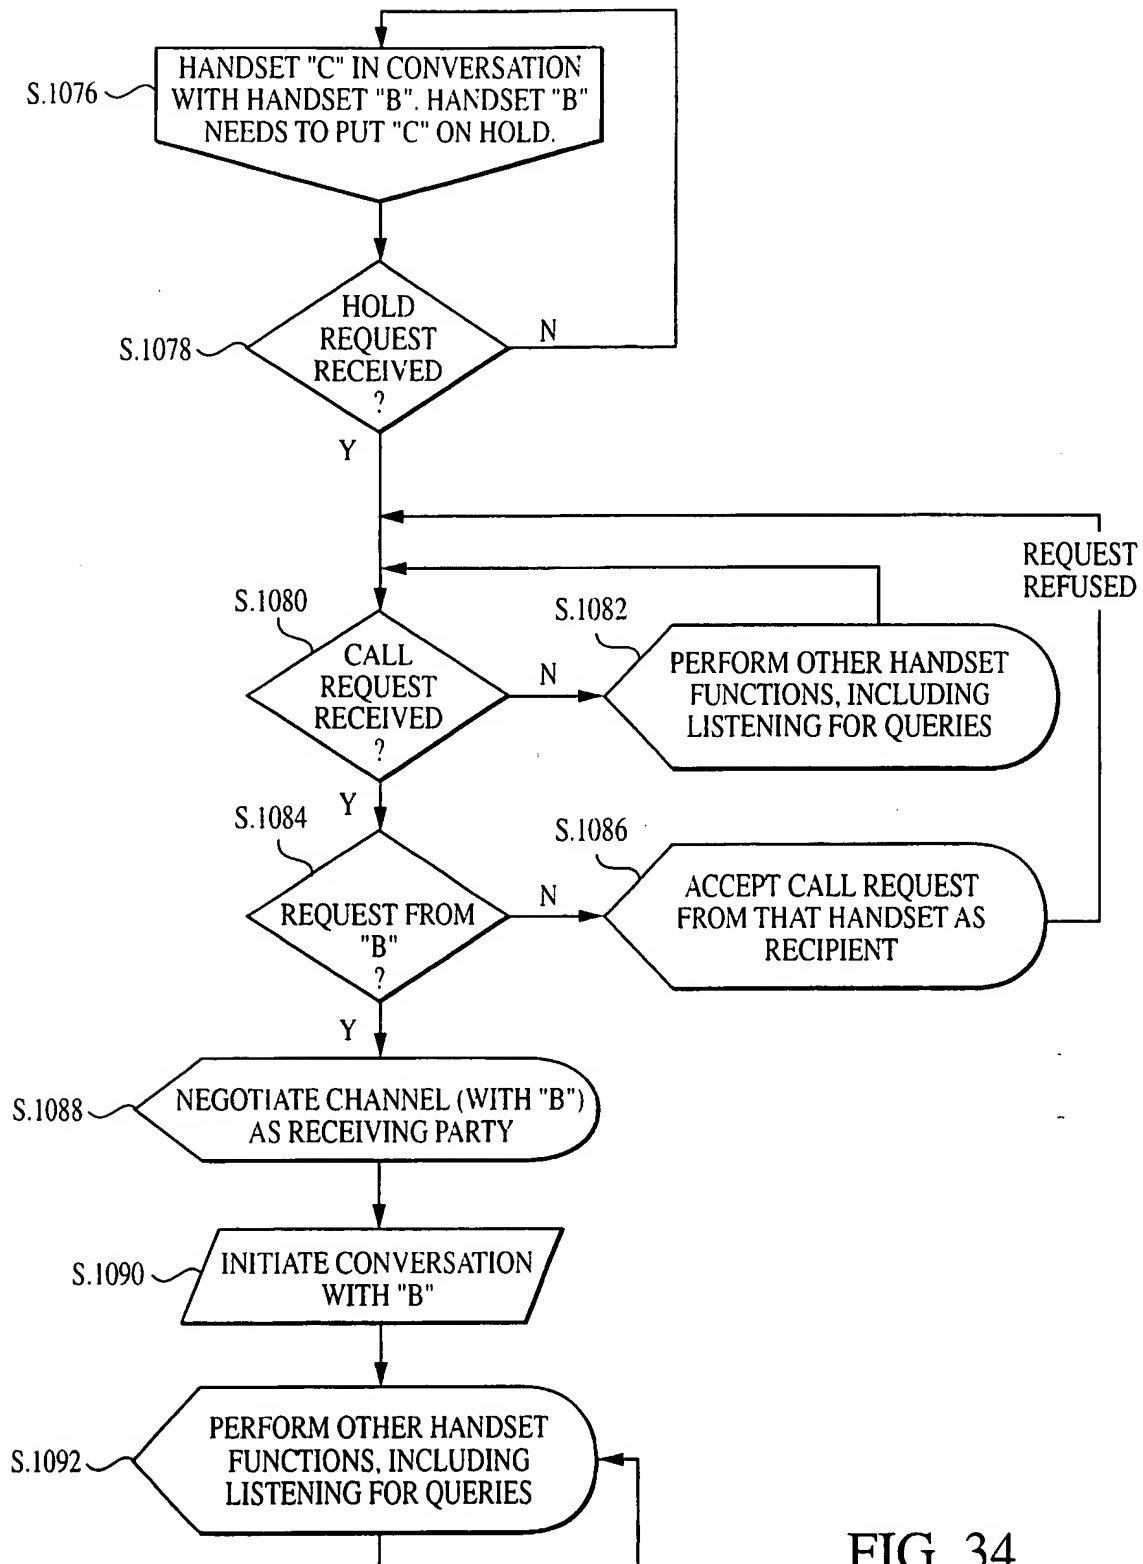 HANDSET "C" IN CONVERSATION
WITH HANDSET "B". HANDSET "B"
NEEDS TO PUT "C" ON HOLD.
S.1076
HOLD
REQUEST
RECEIVED
?
S.1078
N
Y
REQUEST
REFUSED
S.1080
CALL
REQUEST
RECEIVED
?
N
S.1082
PERFORM OTHER HANDSET
FUNCTIONS, INCLUDING
LISTENING FOR QUERIES
Y
S.1084
REQUEST FROM
"B"
?
N
S.1086
ACCEPT CALL REQUEST
FROM THAT HANDSET AS
RECIPIENT
Y
S.1088
NEGOTIATE CHANNEL (WITH "B")
AS RECEIVING PARTY
S.1090
INITIATE CONVERSATION
WITH "B"
S.1092
PERFORM OTHER HANDSET
FUNCTIONS, INCLUDING
LISTENING FOR QUERIES
FIG. 34